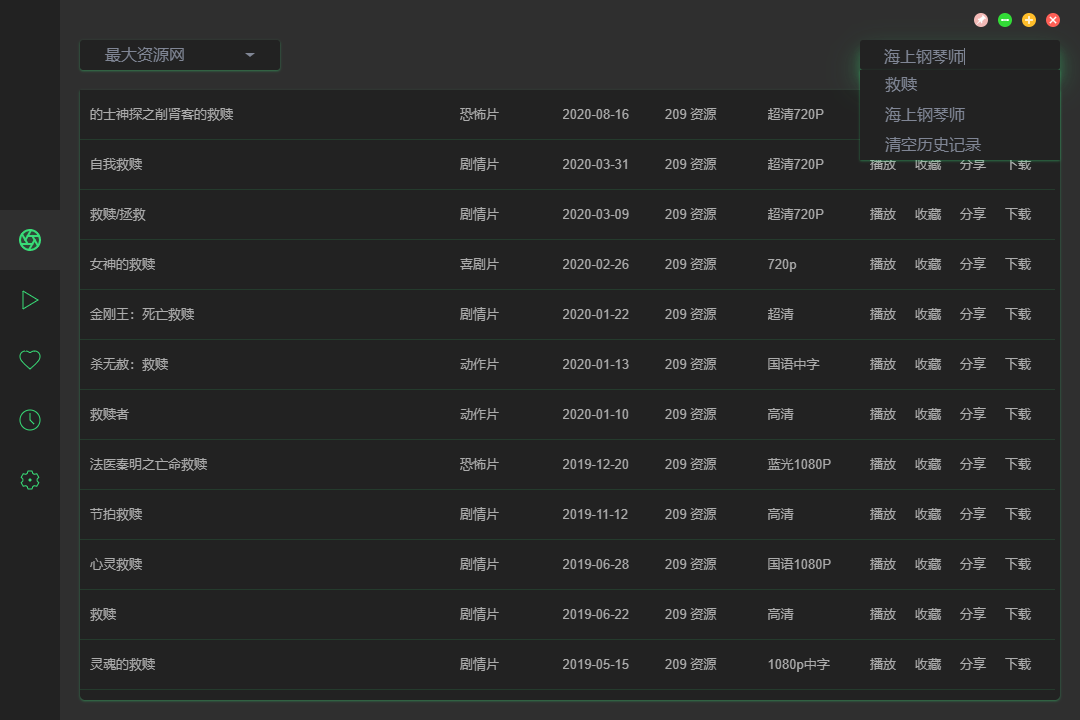 最大资源网
海上钢琴师
救赎
海上钢琴师
清空历史记录
的士神探之削肾客的救赎 恐怖片 2020-08-16 209 资源 超清720P
自我救赎 剧情片 2020-03-31 209 资源 超清720P 播放 收藏 分享 下载
救赎/拯救 剧情片 2020-03-09 209 资源 超清720P 播放 收藏 分享 下载
女神的救赎 喜剧片 2020-02-26 209 资源 720p 播放 收藏 分享 下载
金刚王：死亡救赎 剧情片 2020-01-22 209 资源 超清 播放 收藏 分享 下载
杀无赦：救赎 动作片 2020-01-13 209 资源 国语中字 播放 收藏 分享 下载
救赎者 动作片 2020-01-10 209 资源 高清 播放 收藏 分享 下载
法医秦明之亡命救赎 恐怖片 2019-12-20 209 资源 蓝光1080P 播放 收藏 分享 下载
节拍救赎 剧情片 2019-11-12 209 资源 高清 播放 收藏 分享 下载
心灵救赎 剧情片 2019-06-28 209 资源 国语1080P 播放 收藏 分享 下载
救赎 剧情片 2019-06-22 209 资源 高清 播放 收藏 分享 下载
灵魂的救赎 剧情片 2019-05-15 209 资源 1080p中字 播放 收藏 分享 下载